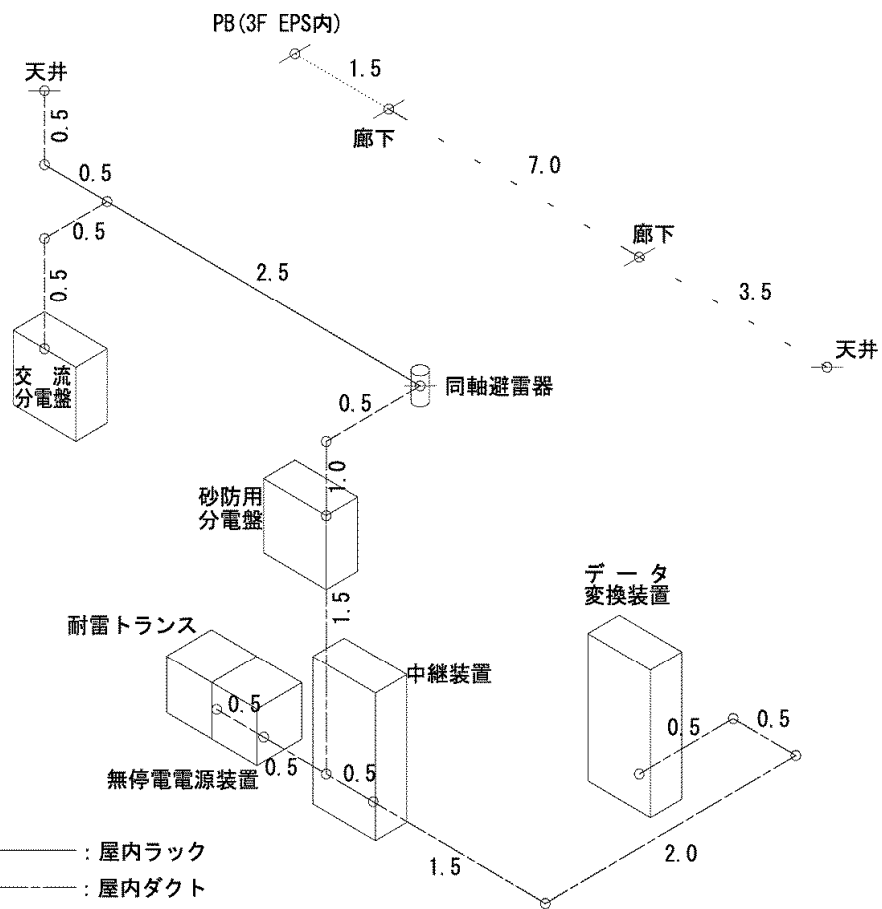 PB(3F EPS内)
1.5
天井
0.5
廊下
0.5
7.0
0.5
廊下
2.5
0.5
3.5
天井
交　流
分電盤
同軸避雷器
0.5
1.0
砂防用
分電盤
データ
変換装置
1.5
耐雷トランス
中継装置
0.5
0.5
0.5
無停電電源装置
0.5
0.5
1.5
2.0
：屋内ラック
：屋内ダクト